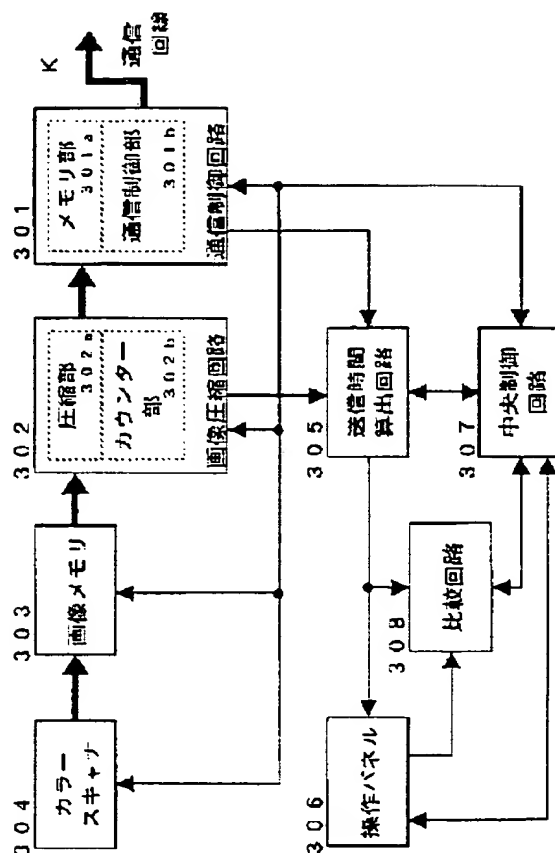 304
カラー
スキャナ
303
画像メモリ
302
圧縮部
302a
カウンター
部
302b
画像圧縮回路
301
メモリ部
301a
通信制御部
301b
通信制御回路
K
通信
回線
305
送信時間
算出回路
306
操作パネル
308
比較回路
307
中央制御
回路